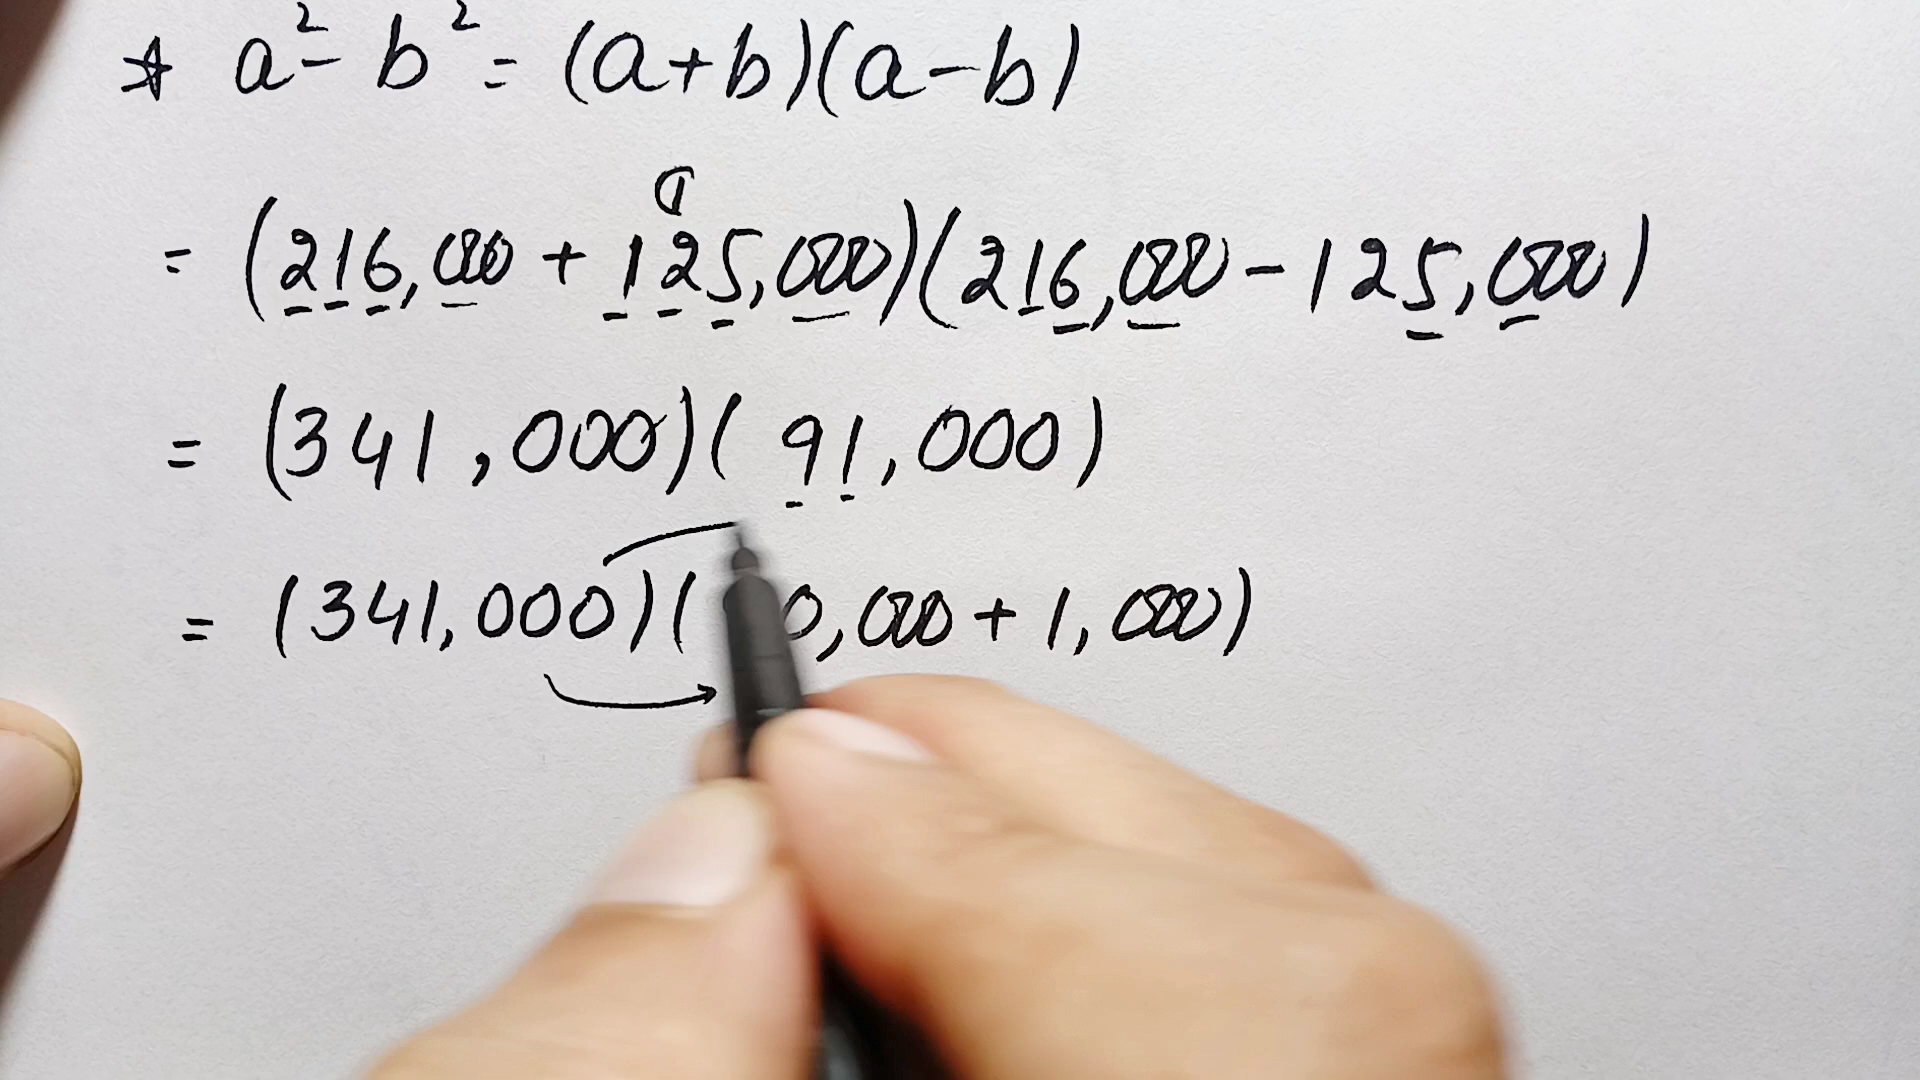 * a² - b² = (a+b)(a-b)
1
= (216,000 + 125,000)(216,000 - 125,000)
= (341,000)(91,000)
= (341,000)( 0,000 + 1,000)